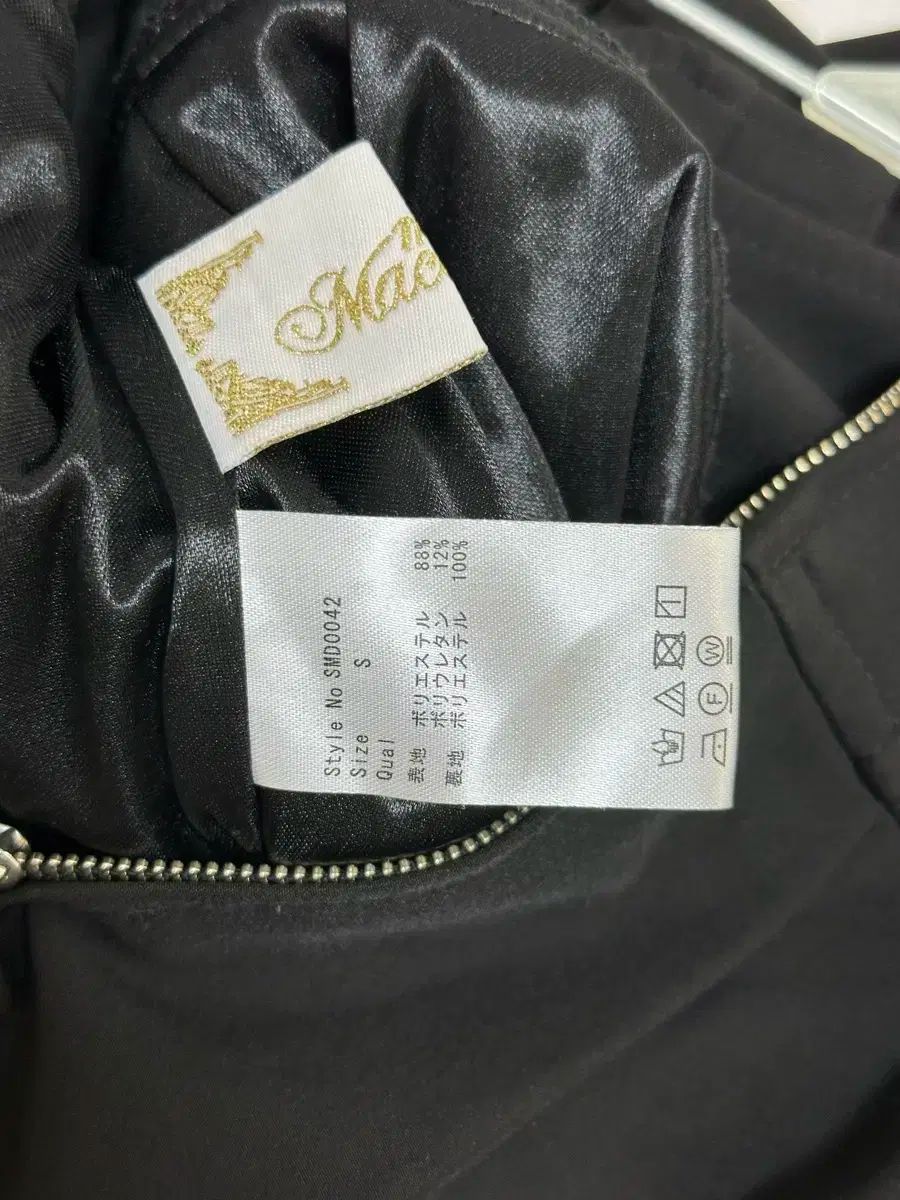 Mac
Style No SMD0042
Size S
Qual
表地 ポリエステル 88%
ポリウレタン 12%
裏地 ポリエステル 100%
W
F